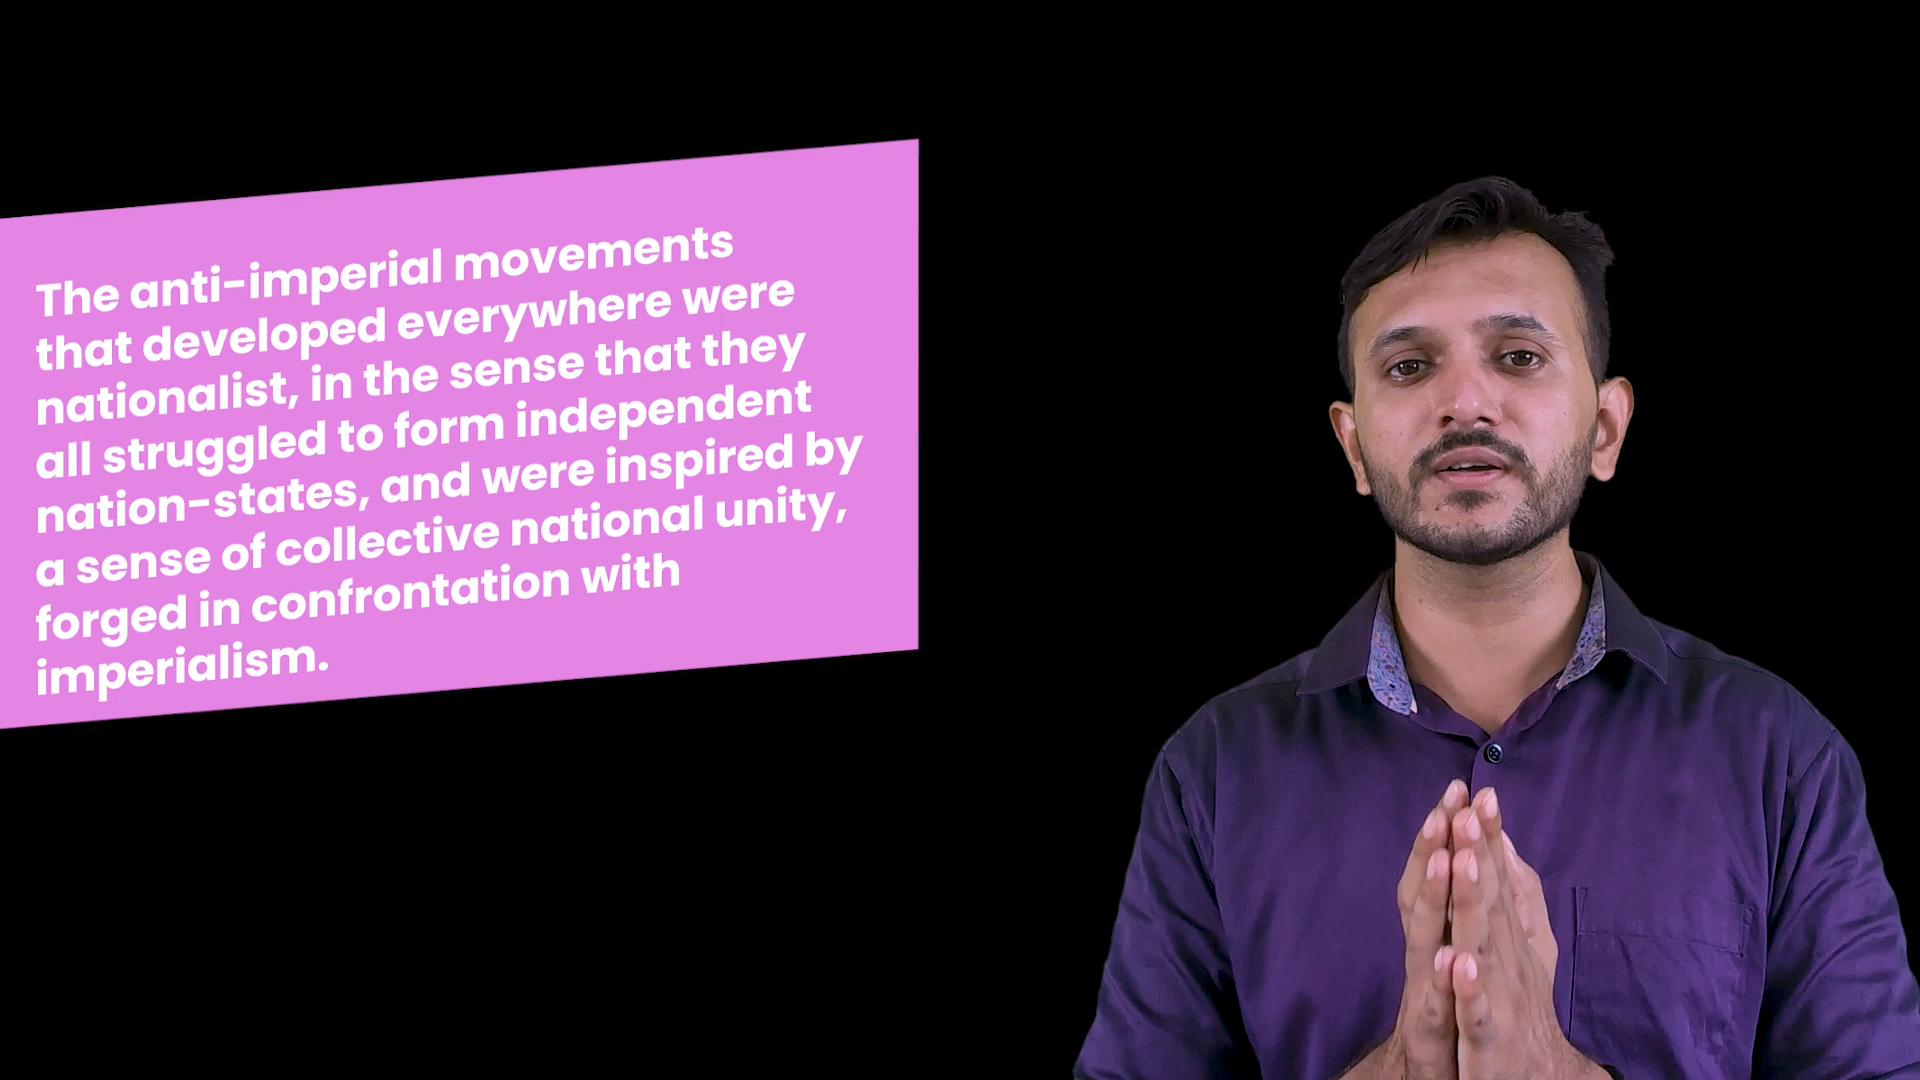 The anti-imperial movements
that developed everywhere were
nationalist, in the sense that they
all struggled to form independent
nation-states, and were inspired by
a sense of collective national unity,
forged in confrontation with
imperialism.